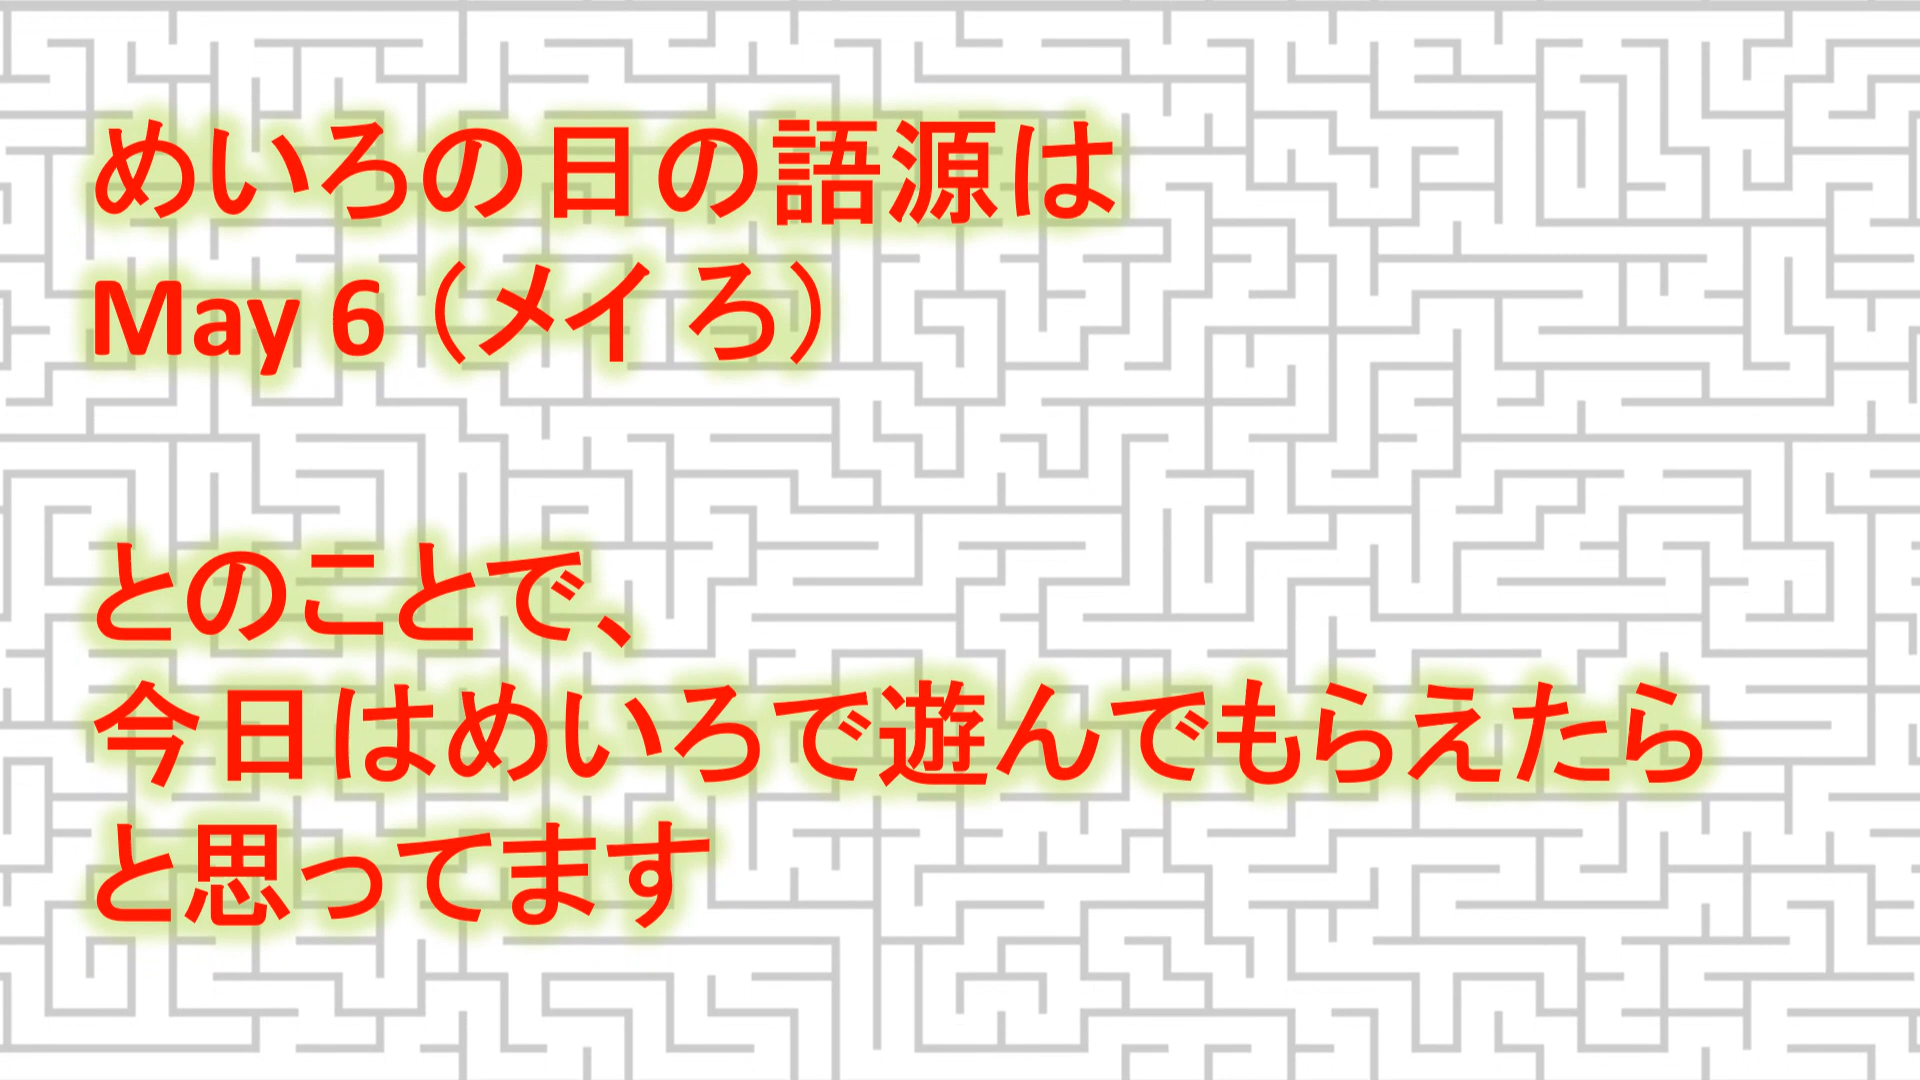 めいろの日の語源は
May 6（メイろ）
とのことで、
今日はめいろで遊んでもらえたら
と思ってます